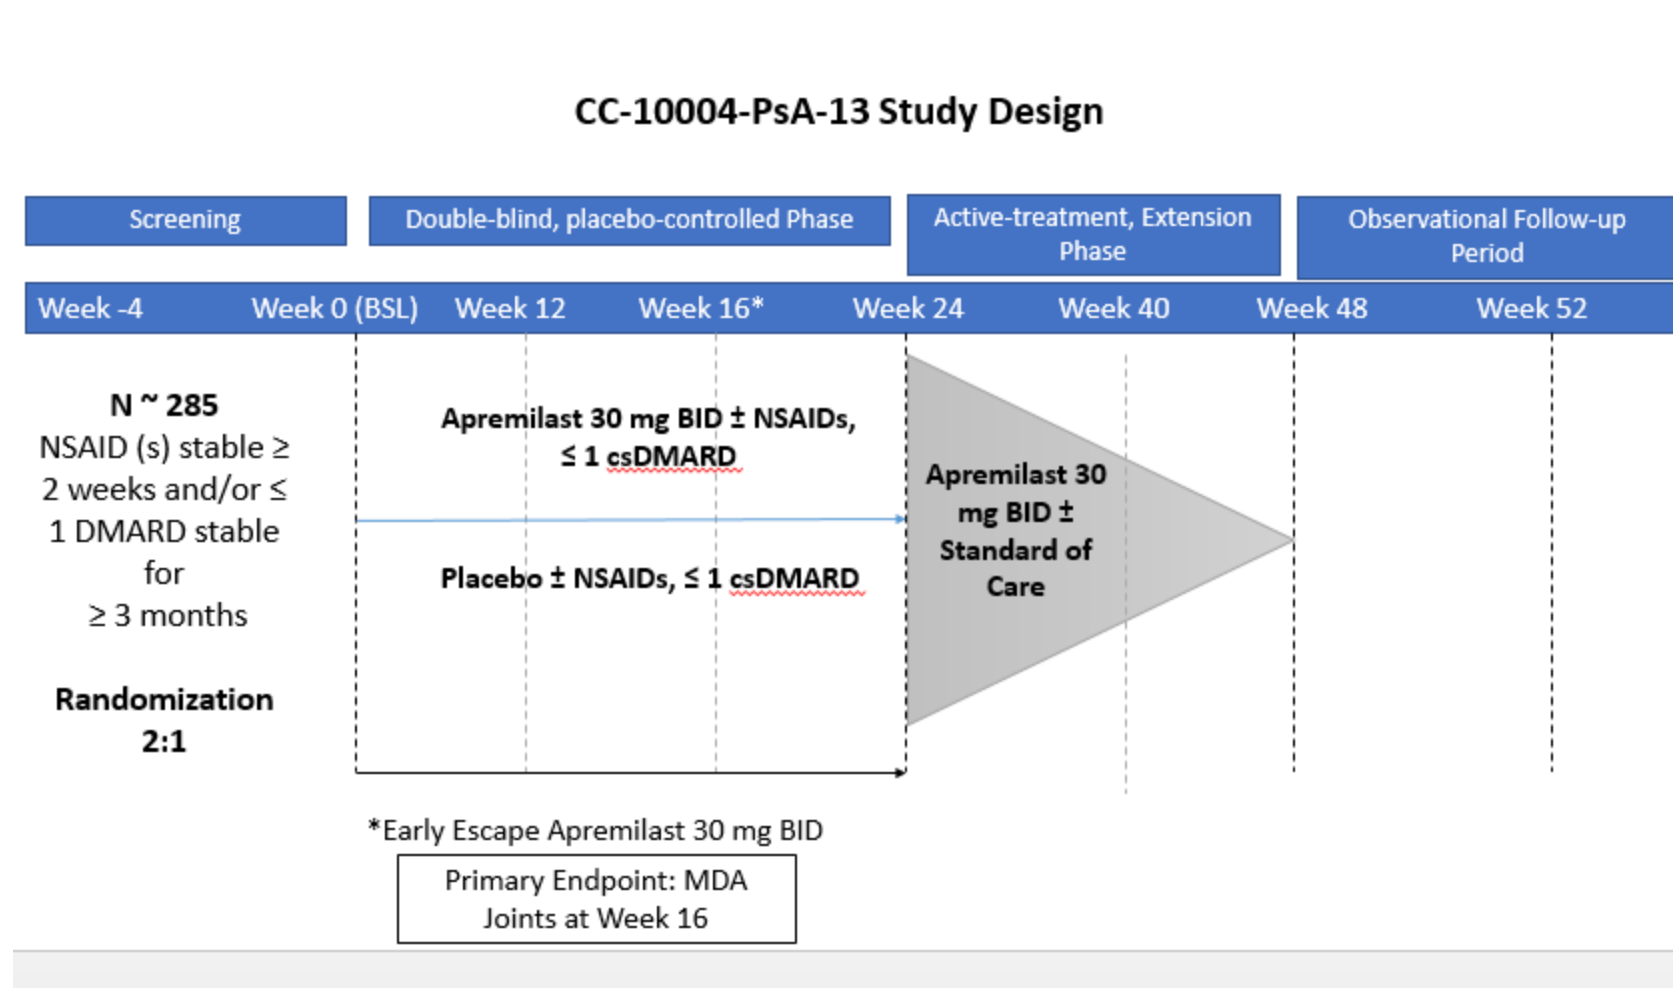 CC-10004-PsA-13 Study Design
Screening
Double-blind, placebo-controlled Phase
Active-treatment, Extension
Phase
Observational Follow-up
Period
Week -4
Week 0 (BSL)
Week 12
Week 16*
Week 24
Week 40
Week 48
Week 52
N ~ 285
NSAID (s) stable ≥
2 weeks and/or ≤
1 DMARD stable
for
≥ 3 months
Randomization
2:1
Apremilast 30 mg BID ± NSAIDs,
≤ 1 csDMARD
Placebo ± NSAIDs, ≤ 1 csDMARD
Apremilast 30
mg BID ±
Standard of
Care
*Early Escape Apremilast 30 mg BID
Primary Endpoint: MDA
Joints at Week 16